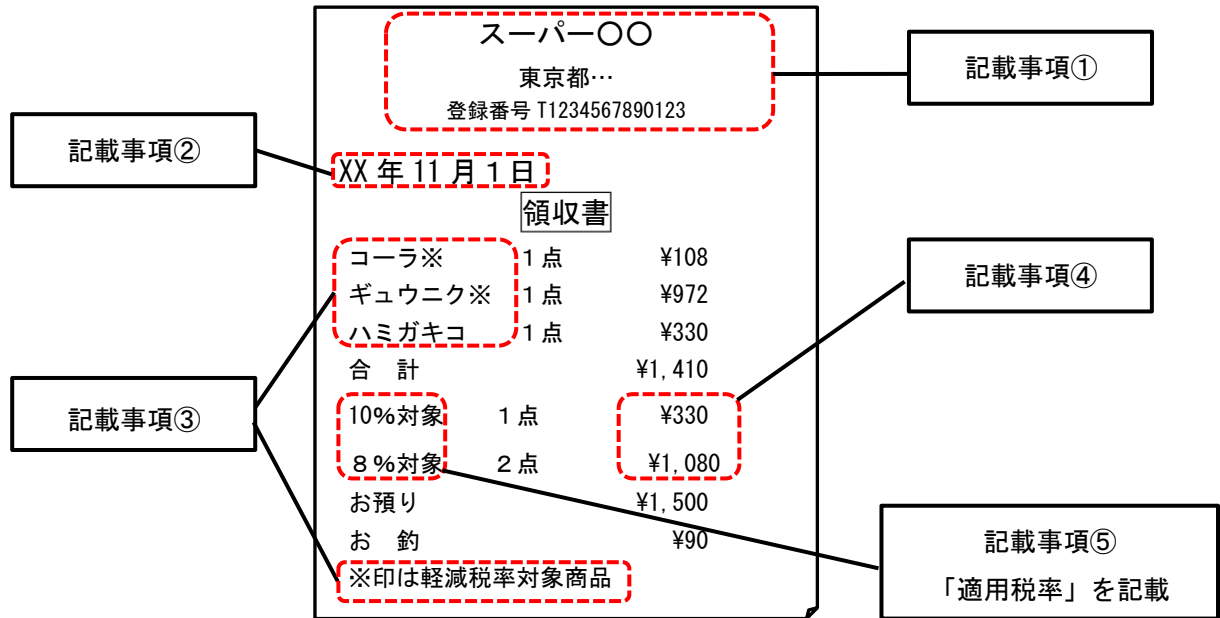 スーパー〇〇
東京都…
登録番号 T1234567890123
記載事項①
記載事項②
XX 年 11 月 1 日
領収書
コーラ※ 1 点 ¥108
ギュウニク※ 1 点 ¥972
ハミガキコ 1 点 ¥330
合 計 ¥1,410
記載事項④
記載事項③
10%対象 1 点 ¥330
8%対象 2 点 ¥1,080
お預り ¥1,500
お 釣 ¥90
※印は軽減税率対象商品
記載事項⑤
「適用税率」を記載